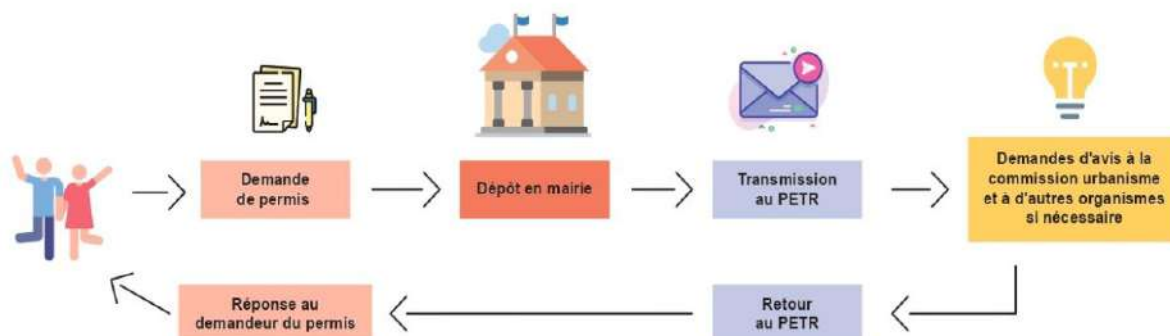 Demande
de permis
Dépôt en mairie
Transmission
au PETR
Demandes d'avis à la
commission urbanisme
et à d'autres organismes
si nécessaire
Réponse au
demandeur du permis
Retour
au PETR